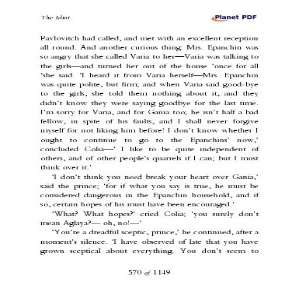 The Idiot
Planet PDF
Pavlovitch had called, and met with an excellent reception
all round. And another curious thing: Mrs. Epanchin was
so angry that she called Varia to her—Varia was talking to
the girls—and turned her out of the house 'once for all
'she said. 'I heard it from Varia herself—Mrs. Epanchin
was quite polite, but firm; and when Varia said good-bye
to the girls, she told them nothing about it, and they
didn't know they were saying goodbye for the last time.
I'm sorry for Varia, and for Gania too; he isn't half a bad
fellow, in spite of his faults, and I shall never forgive
myself for not liking him before! I don't know whether I
ought to continue to go to the Epanchins' now,'
concluded Colia—' I like to be quite independent of
others, and of other people's quarrels if I can; but I must
think over it.'
'I don't think you need break your heart over Gania,'
said the prince; 'for if what you say is true, he must be
considered dangerous in the Epanchin household, and if
so, certain hopes of his must have been encouraged.'
'What? What hopes?' cried Colia; 'you surely don't
mean Aglaya?—oh, no!—'
'You're a dreadful sceptic, prince,' he continued, after a
moment's silence. 'I have observed of late that you have
grown sceptical about everything. You don't seem to
570 of 1149